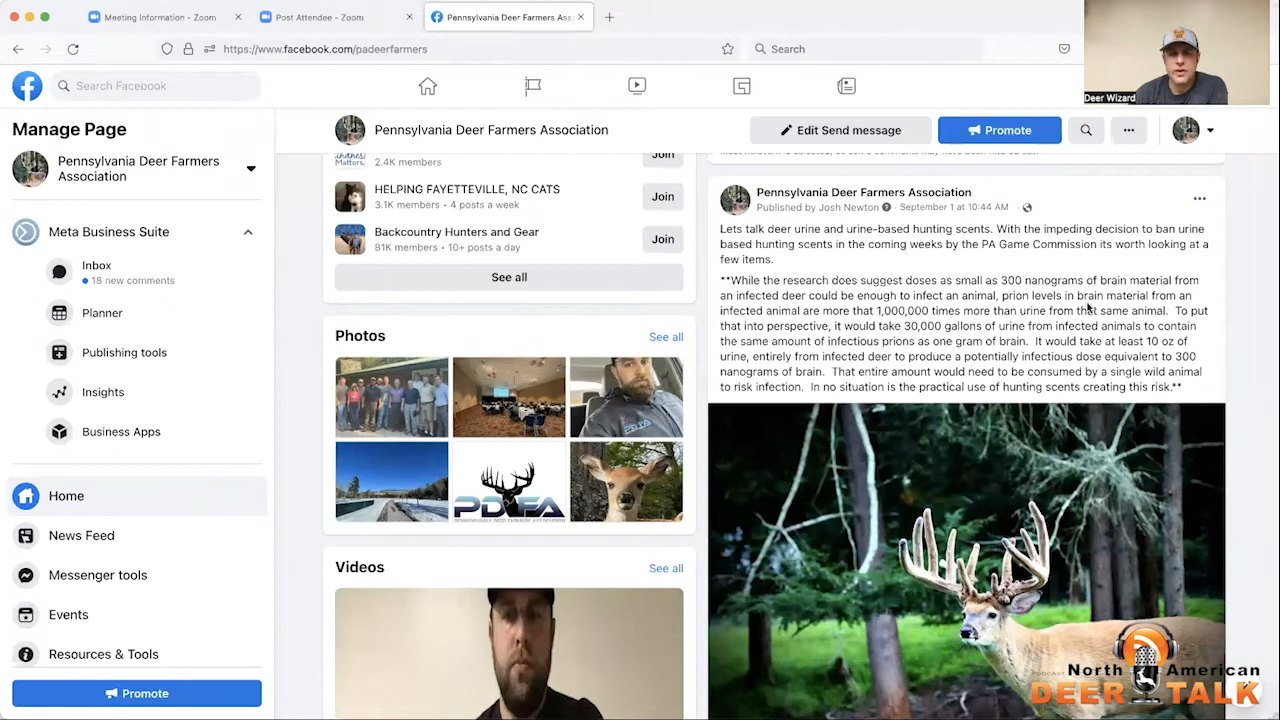 Meeting Information - Zoom
Post Attendee - Zoom
Pennsylvania Deer Farmers Ass
https://www.facebook.com/padeerfarmers
Search
Deer Wizard
Search Facebook
Manage Page
Pennsylvania Deer Farmers
Association
Meta Business Suite
Inbox
18 new comments
Planner
Publishing tools
Insights
Business Apps
Home
News Feed
Messenger tools
Events
Resources & Tools
Promote
Pennsylvania Deer Farmers Association
Edit Send message
Promote
Matters.
2.4K members
Join
HELPING FAYETTEVILLE, NC CATS
3.1K members • 4 posts a week
Join
Backcountry Hunters and Gear
81K members • 10+ posts a day
Join
See all
Photos
See all
PDFA
PENNSYLVANIA DEER FARMERS ASSOCIATION
Videos
See all
Pennsylvania Deer Farmers Association
Published by Josh Newton
· September 1 at 10:44 AM ·
Lets talk deer urine and urine-based hunting scents. With the impeding decision to ban urine
based hunting scents in the coming weeks by the PA Game Commission its worth looking at a
few items.
**While the research does suggest doses as small as 300 nanograms of brain material from
an infected deer could be enough to infect an animal, prion levels in brain material from an
infected animal are more that 1,000,000 times more than urine from that same animal. To put
that into perspective, it would take 30,000 gallons of urine from infected animals to contain
the same amount of infectious prions as one gram of brain. It would take at least 10 oz of
urine, entirely from infected deer to produce a potentially infectious dose equivalent to 300
nanograms of brain. That entire amount would need to be consumed by a single wild animal
to risk infection. In no situation is the practical use of hunting scents creating this risk.**
PODCAST
North American
DEER TALK